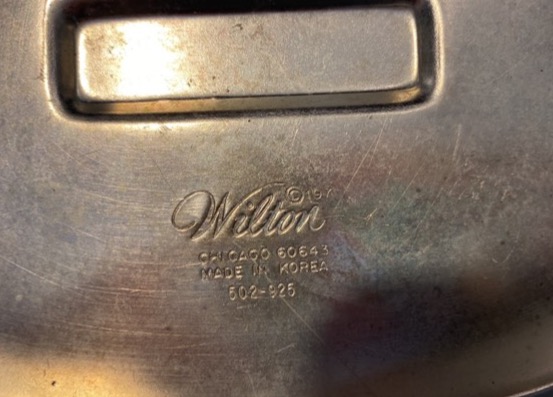 ©
Wilton
CHICAGO 60643
MADE IN KOREA
502-925